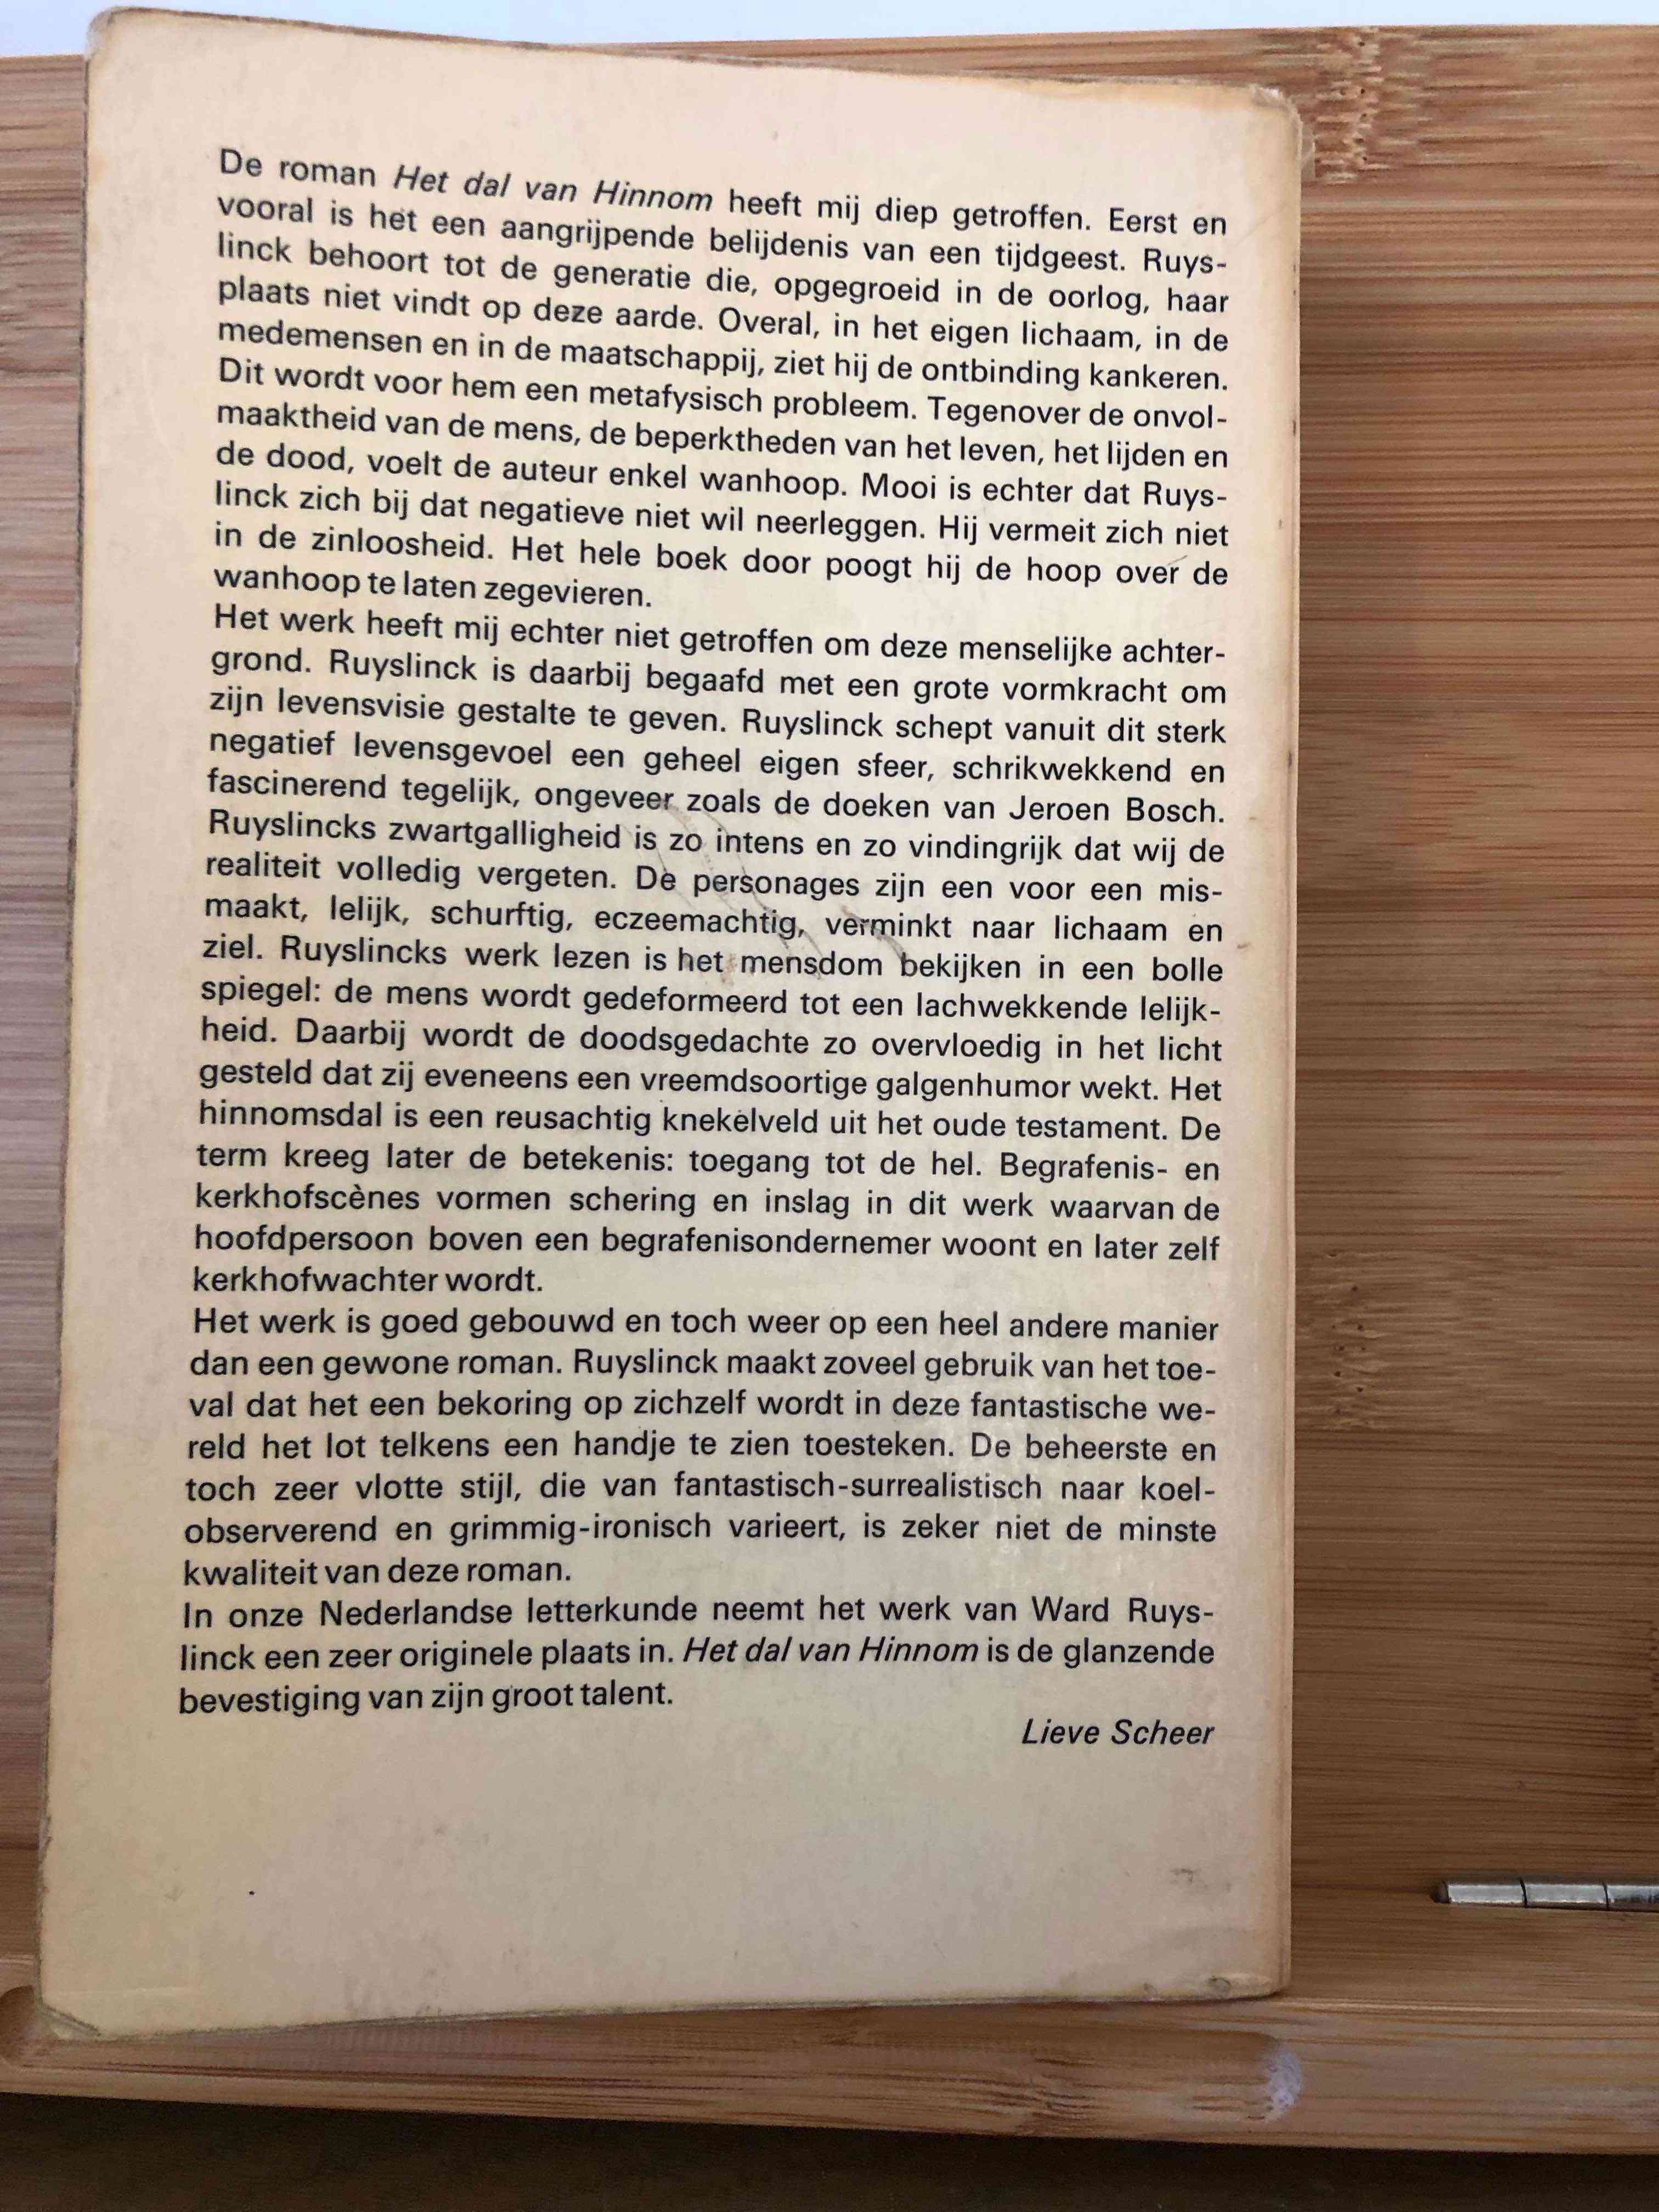 De roman Het dal van Hinnom heeft mij diep getroffen. Eerst en
vooral is het een aangrijpende belijdenis van een tijdgeest. Ruys-
linck behoort tot de generatie die, opgegroeid in de oorlog, haar
plaats niet vindt op deze aarde. Overal, in het eigen lichaam, in de
medemensen en in de maatschappij, ziet hij de ontbinding kankeren.
Dit wordt voor hem een metafysisch probleem. Tegenover de onvol-
maaktheid van de mens, de beperktheden van het leven, het lijden en
de dood, voelt de auteur enkel wanhoop. Mooi is echter dat Ruys-
linck zich bij dat negatieve niet wil neerleggen. Hij vermeit zich niet
in de zinloosheid. Het hele boek door poogt hij de hoop over de
wanhoop te laten zegevieren.
Het werk heeft mij echter niet getroffen om deze menselijke achter-
grond. Ruyslinck is daarbij begaafd met een grote vormkracht om
zijn levensvisie gestalte te geven. Ruyslinck schept vanuit dit sterk
negatief levensgevoel een geheel eigen sfeer, schrikwekkend en
fascinerend tegelijk, ongeveer zoals de doeken van Jeroen Bosch.
Ruyslincks zwartgalligheid is zo intens en zo vindingrijk dat wij de
realiteit volledig vergeten. De personages zijn een voor een mis-
maakt, lelijk, schurftig, eczeemachtig, verminkt naar lichaam en
ziel. Ruyslincks werk lezen is het mensdom bekijken in een bolle
spiegel: de mens wordt gedeformeerd tot een lachwekkende lelijk-
heid. Daarbij wordt de doodsgedachte zo overvloedig in het licht
gesteld dat zij eveneens een vreemdsoortige galgenhumor wekt. Het
hinnomsdal is een reusachtig knekelveld uit het oude testament. De
term kreeg later de betekenis: toegang tot de hel. Begrafenis- en
kerkhofscènes vormen schering en inslag in dit werk waarvan de
hoofdpersoon boven een begrafenisondernemer woont en later zelf
kerkhofwachter wordt.
Het werk is goed gebouwd en toch weer op een heel andere manier
dan een gewone roman. Ruyslinck maakt zoveel gebruik van het toe-
val dat het een bekoring op zichzelf wordt in deze fantastische we-
reld het lot telkens een handje te zien toesteken. De beheerste en
toch zeer vlotte stijl, die van fantastisch-surrealistisch naar koel-
observerend en grimmig-ironisch varieert, is zeker niet de minste
kwaliteit van deze roman.
In onze Nederlandse letterkunde neemt het werk van Ward Ruys-
linck een zeer originele plaats in. Het dal van Hinnom is de glanzende
bevestiging van zijn groot talent.
Lieve Scheer